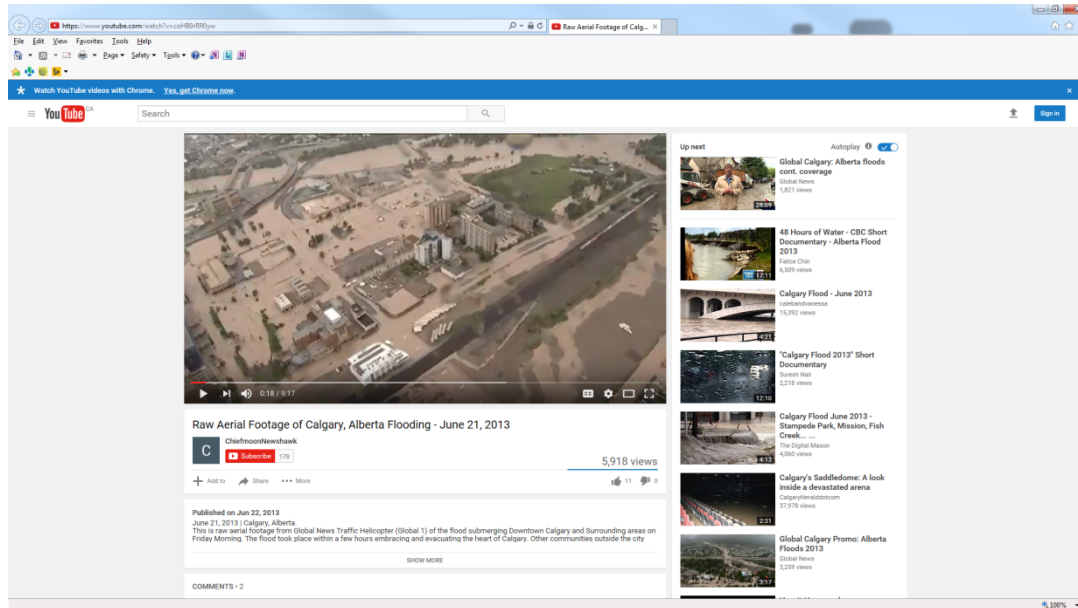 https://www.youtube.com/watch?v=coHB0rRR0yw
Raw Aerial Footage of Calg...
File Edit View Favorites Tools Help
Page Safety Tools
Watch YouTube videos with Chrome. Yes, get Chrome now.
YouTube CA
Search
Sign in
0:18 / 9:17
CC
Raw Aerial Footage of Calgary, Alberta Flooding - June 21, 2013
C
ChiefmoonNewshawk
Subscribe 179
5,918 views
Add to Share More
11 0
Published on Jun 22, 2013
June 21, 2013 | Calgary, Alberta.
This is raw aerial footage from Global News Traffic Helicopter (Global 1) of the flood submerging Downtown Calgary and Surrounding areas on
Friday Morning. The flood took place within a few hours embracing and evacuating the heart of Calgary. Other communities outside the city
SHOW MORE
COMMENTS • 2
Up next Autoplay
Global Calgary: Alberta floods
cont. coverage
Global News
1,821 views
28:09
48 Hours of Water - CBC Short
Documentary - Alberta Flood
2013
Falice Chin
6,509 views
17:11
Calgary Flood - June 2013
calebandvanessa
15,392 views
4:21
"Calgary Flood 2013" Short
Documentary
Suresh Nair
2,218 views
12:10
Calgary Flood June 2013 -
Stampede Park, Mission, Fish
Creek... ...
The Digital Mason
4,060 views
4:13
Calgary's Saddledome: A look
inside a devastated arena
CalgaryHeralddotcom
37,978 views
2:31
Global Calgary Promo: Alberta
Floods 2013
Global News
3,259 views
3:17
100%